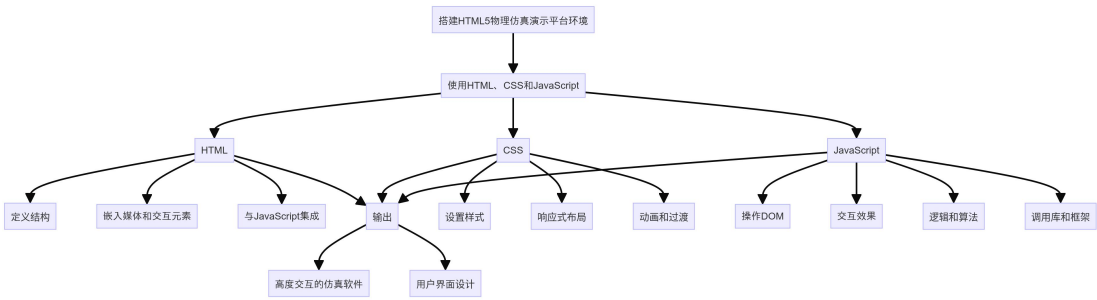 搭建HTML5物理仿真演示平台环境
使用HTML、CSS和JavaScript
HTML
CSS
JavaScript
定义结构
嵌入媒体和交互元素
与JavaScript集成
输出
设置样式
响应式布局
动画和过渡
操作DOM
交互效果
逻辑和算法
调用库和框架
高度交互的仿真软件
用户界面设计